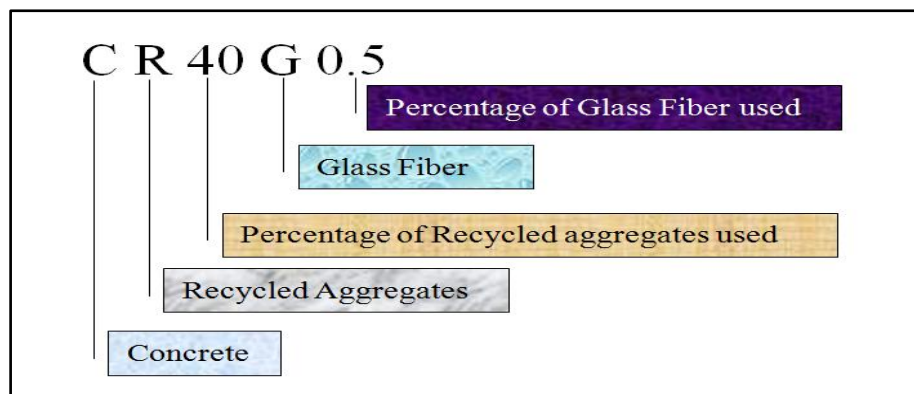 C R 40 G 0.5
Percentage of Glass Fiber used
Glass Fiber
Percentage of Recycled aggregates used
Recycled Aggregates
Concrete